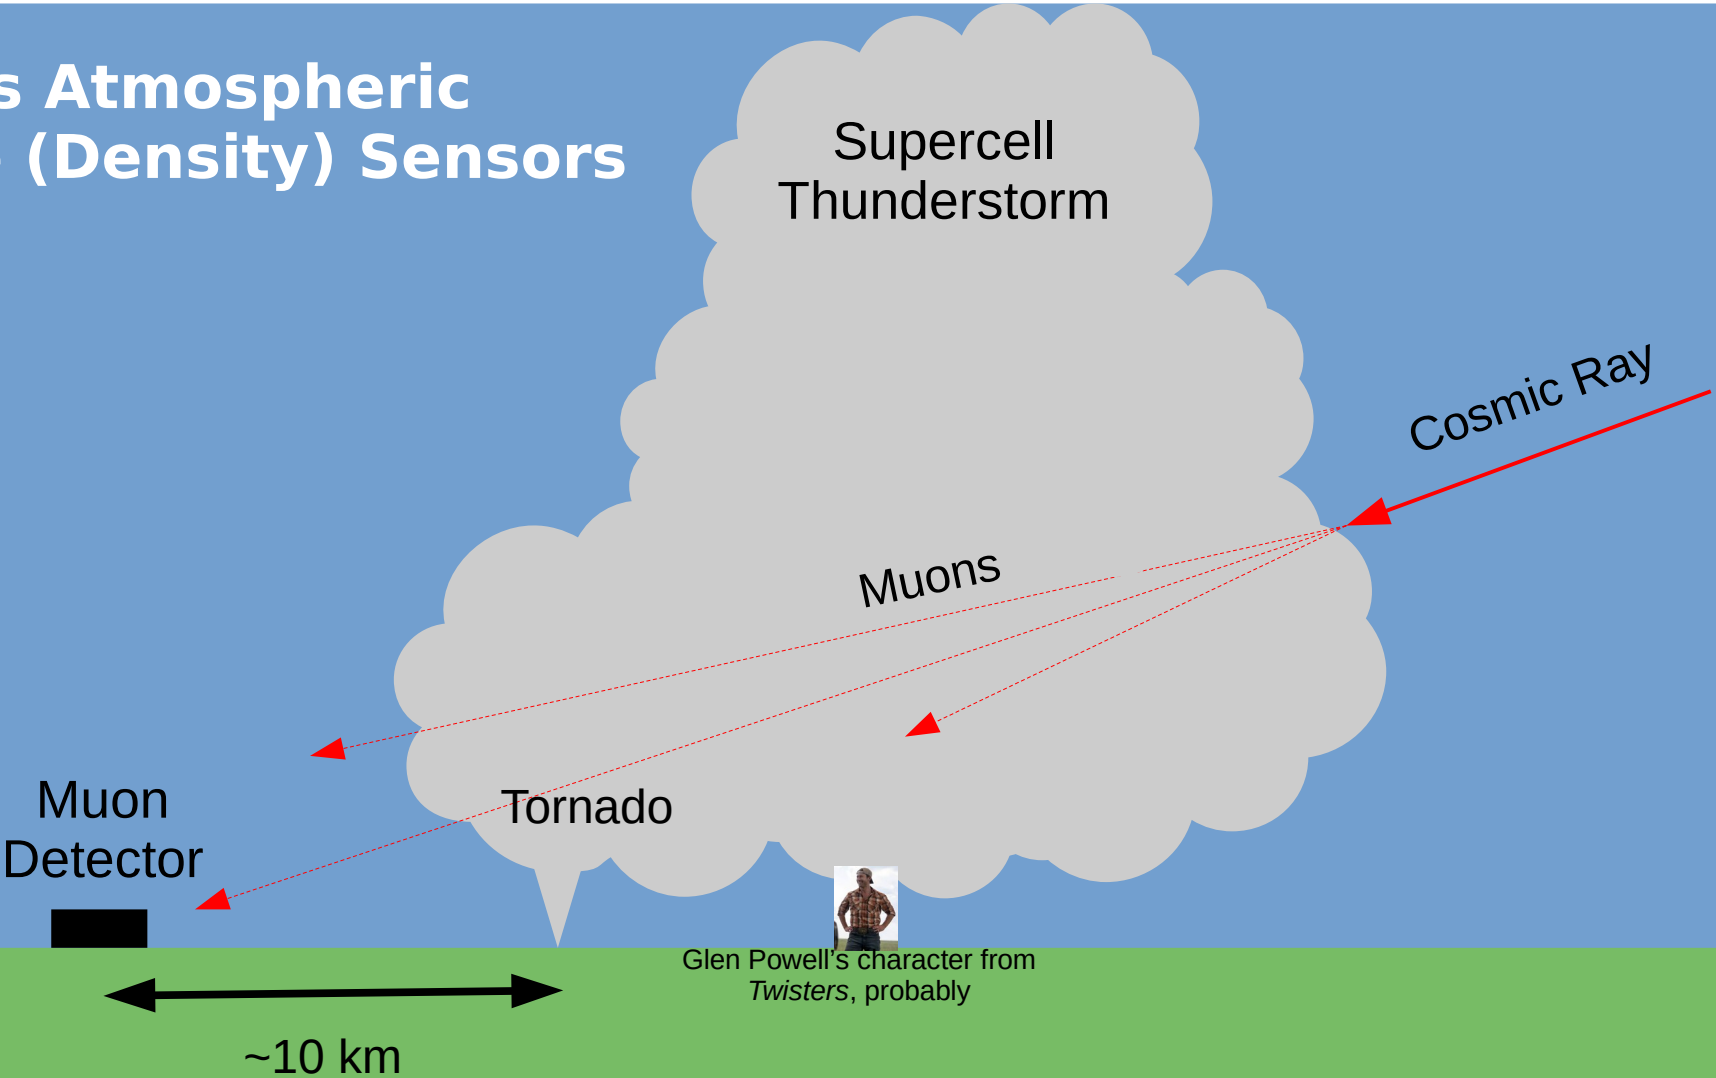 s Atmospheric
(Density) Sensors
Supercell
Thunderstorm
Cosmic Ray
Muons
Tornado
Muon
Detector
Glen Powell’s character from
Twisters, probably
~10 km